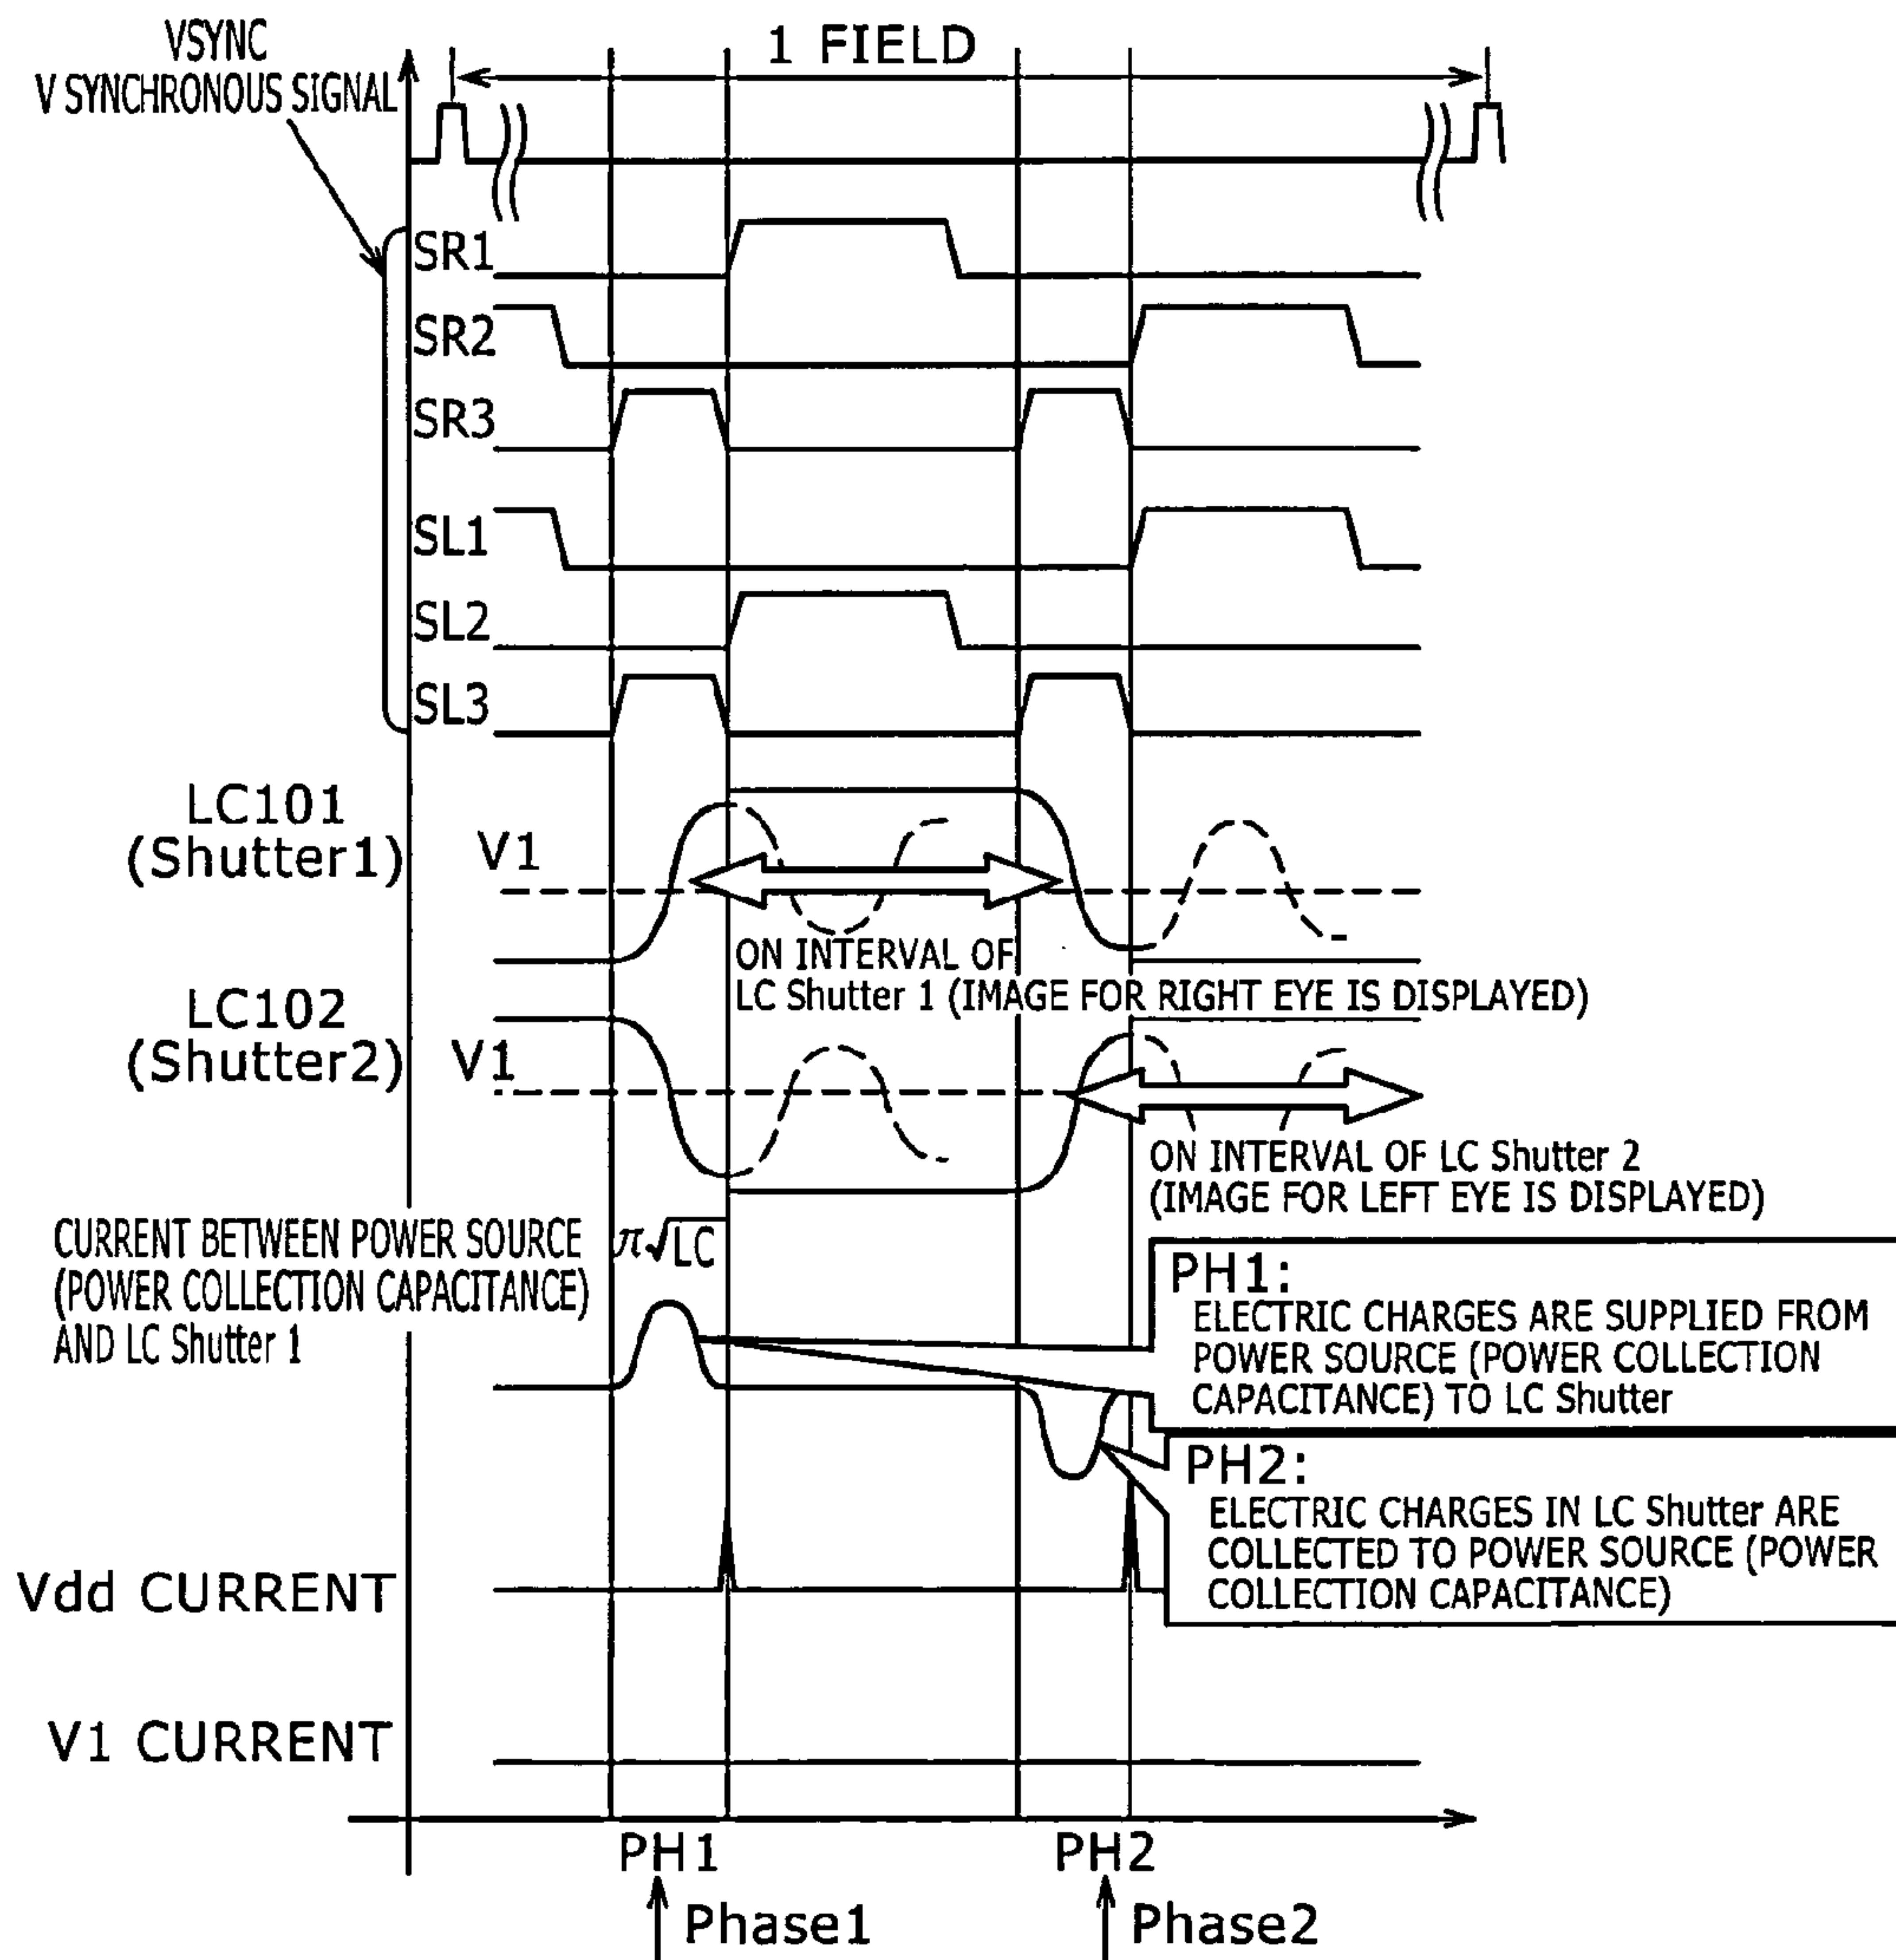 VSYNC
V SYNCHRONOUS SIGNAL
1 FIELD
SR1
SR2
SR3
SL1
SL2
SL3
LC101
(Shutter1)
V1
ON INTERVAL OF
LC Shutter 1 (IMAGE FOR RIGHT EYE IS DISPLAYED)
LC102
(Shutter2)
V1
ON INTERVAL OF LC Shutter 2
(IMAGE FOR LEFT EYE IS DISPLAYED)
π√LC
CURRENT BETWEEN POWER SOURCE
(POWER COLLECTION CAPACITANCE)
AND LC Shutter 1
PH1:
ELECTRIC CHARGES ARE SUPPLIED FROM
POWER SOURCE (POWER COLLECTION
CAPACITANCE) TO LC Shutter
PH2:
ELECTRIC CHARGES IN LC Shutter ARE
COLLECTED TO POWER SOURCE (POWER
COLLECTION CAPACITANCE)
Vdd CURRENT
V1 CURRENT
PH1
PH2
Phase1
Phase2